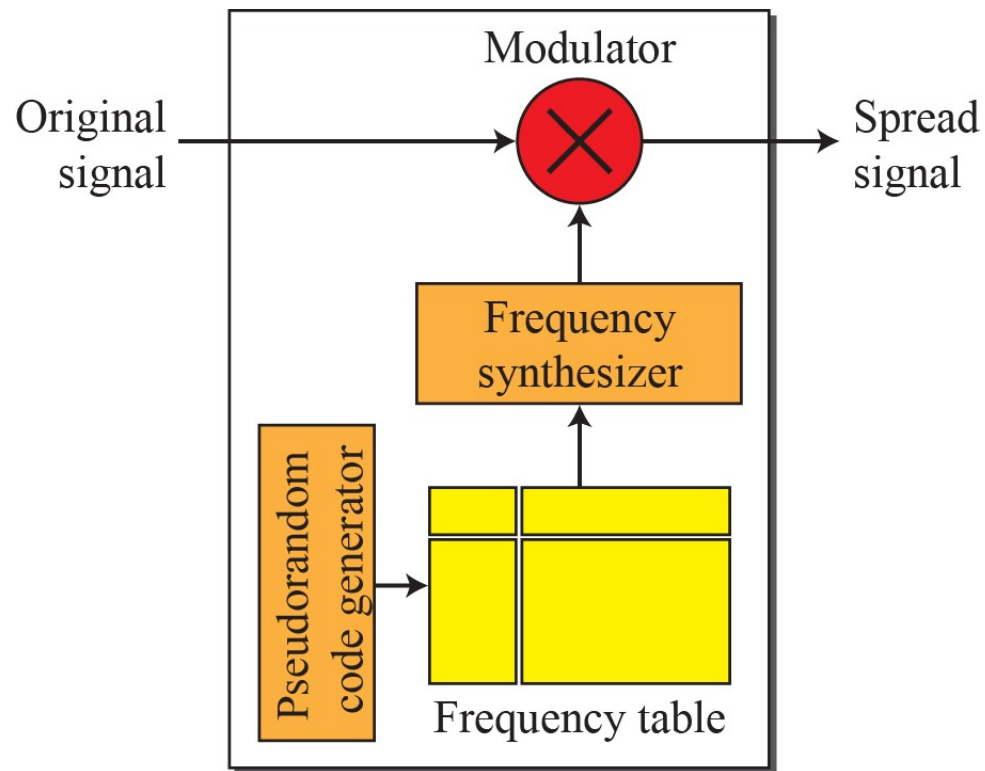 Modulator
Original
signal
Spread
signal
Frequency
synthesizer
Pseudorandom
code generator
Frequency table